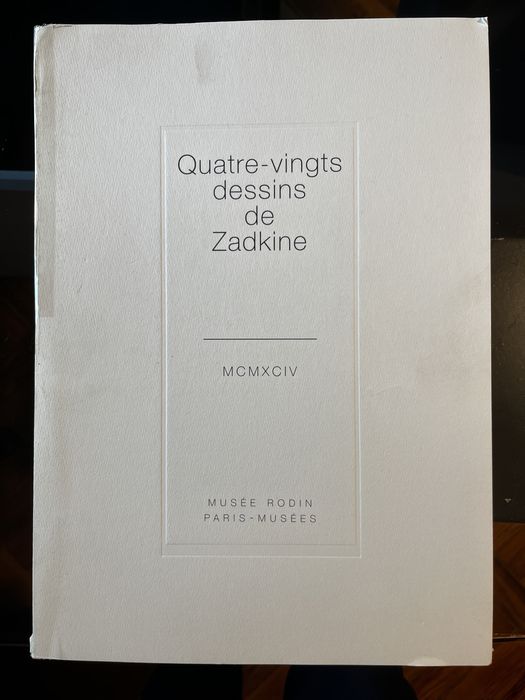 Quatre-vingts
dessins
de
Zadkine
MCMXCIV
MUSÉE RODIN
PARIS-MUSÉES